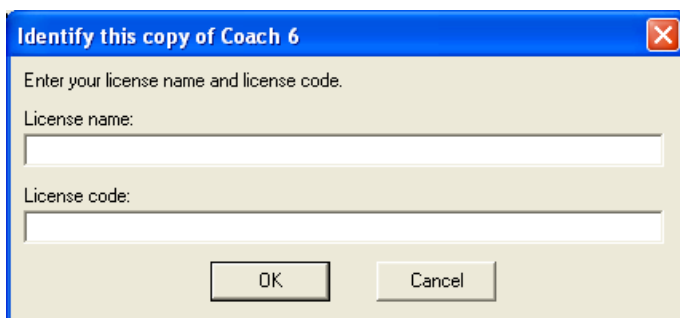 Identify this copy of Coach 6
Enter your license name and license code.
License name:
License code:
OK
Cancel